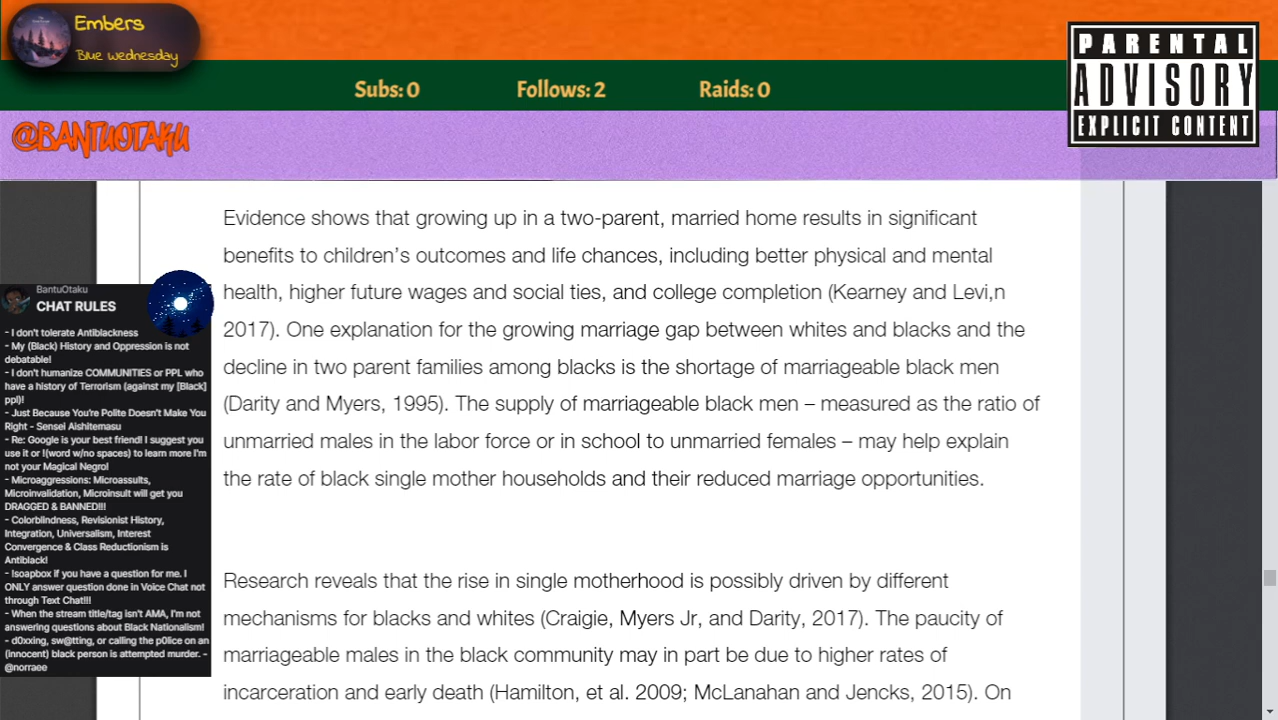 Embers
Blue wednesday
Subs: 0
Follows: 2
Raids: 0
PARENTAL
ADVISORY
EXPLICIT CONTENT
@BANTUOTAKU
Evidence shows that growing up in a two-parent, married home results in significant
benefits to children's outcomes and life chances, including better physical and mental
health, higher future wages and social ties, and college completion (Kearney and Levi,n
2017). One explanation for the growing marriage gap between whites and blacks and the
decline in two parent families among blacks is the shortage of marriageable black men
(Darity and Myers, 1995). The supply of marriageable black men – measured as the ratio of
unmarried males in the labor force or in school to unmarried females – may help explain
the rate of black single mother households and their reduced marriage opportunities.
Research reveals that the rise in single motherhood is possibly driven by different
mechanisms for blacks and whites (Craigie, Myers Jr, and Darity, 2017). The paucity of
marriageable males in the black community may in part be due to higher rates of
incarceration and early death (Hamilton, et al. 2009; McLanahan and Jencks, 2015). On
BantuOtaku
CHAT RULES
- I don't tolerate Antiblackness
- My (Black) History and Oppression is not
debatable!
- I don't humanize COMMUNITIES or PPL who
have a history of Terrorism (against my [Black]
ppl)!
- Just Because You're Polite Doesn't Make You
Right - Sensei Aishitemasu
- Re: Google is your best friend! I suggest you
use it or !(word w/no spaces) to learn more I'm
not your Magical Negro!
- Microaggressions: Microassults,
Microinvalidation, Microinsult will get you
DRAGGED & BANNED!!!
- Colorblindness, Revisionist History,
Integration, Universalism, Interest
Convergence & Class Reductionism is
Antiblack!
- !soapbox if you have a question for me. I
ONLY answer question done in Voice Chat not
through Text Chat!!!
- When the stream title/tag isn't AMA, I'm not
answering questions about Black Nationalism!
- d0xxing, sw@tting, or calling the p0lice on an
(innocent) black person is attempted murder. -
@norraee